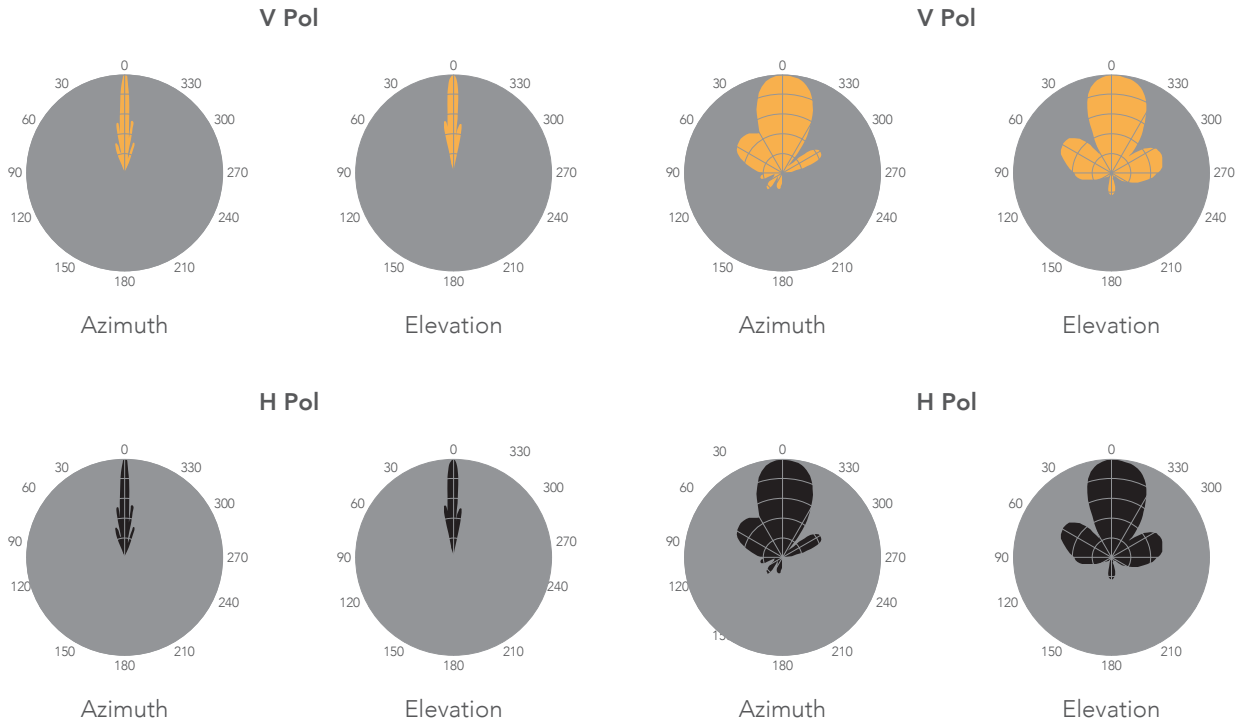 V Pol V Pol
0 0 0 0
30 330 30 330 30 330 30 330
60 300 60 300 60 300 60 300
90 270 90 270 90 270 90 270
120 240 120 240 120 240 120 240
150 210 150 210 150 210 150 210
180 180 180 180
Azimuth Elevation Azimuth Elevation
H Pol H Pol
0 0 0 0
30 330 30 330 30 330 30 330
60 300 60 300 60 300 60 300
90 270 90 270 90 270 90
120 240 120 240 120 240 120
150 210 150 210 210 150 210
180 180 180 180
Azimuth Elevation Azimuth Elevation